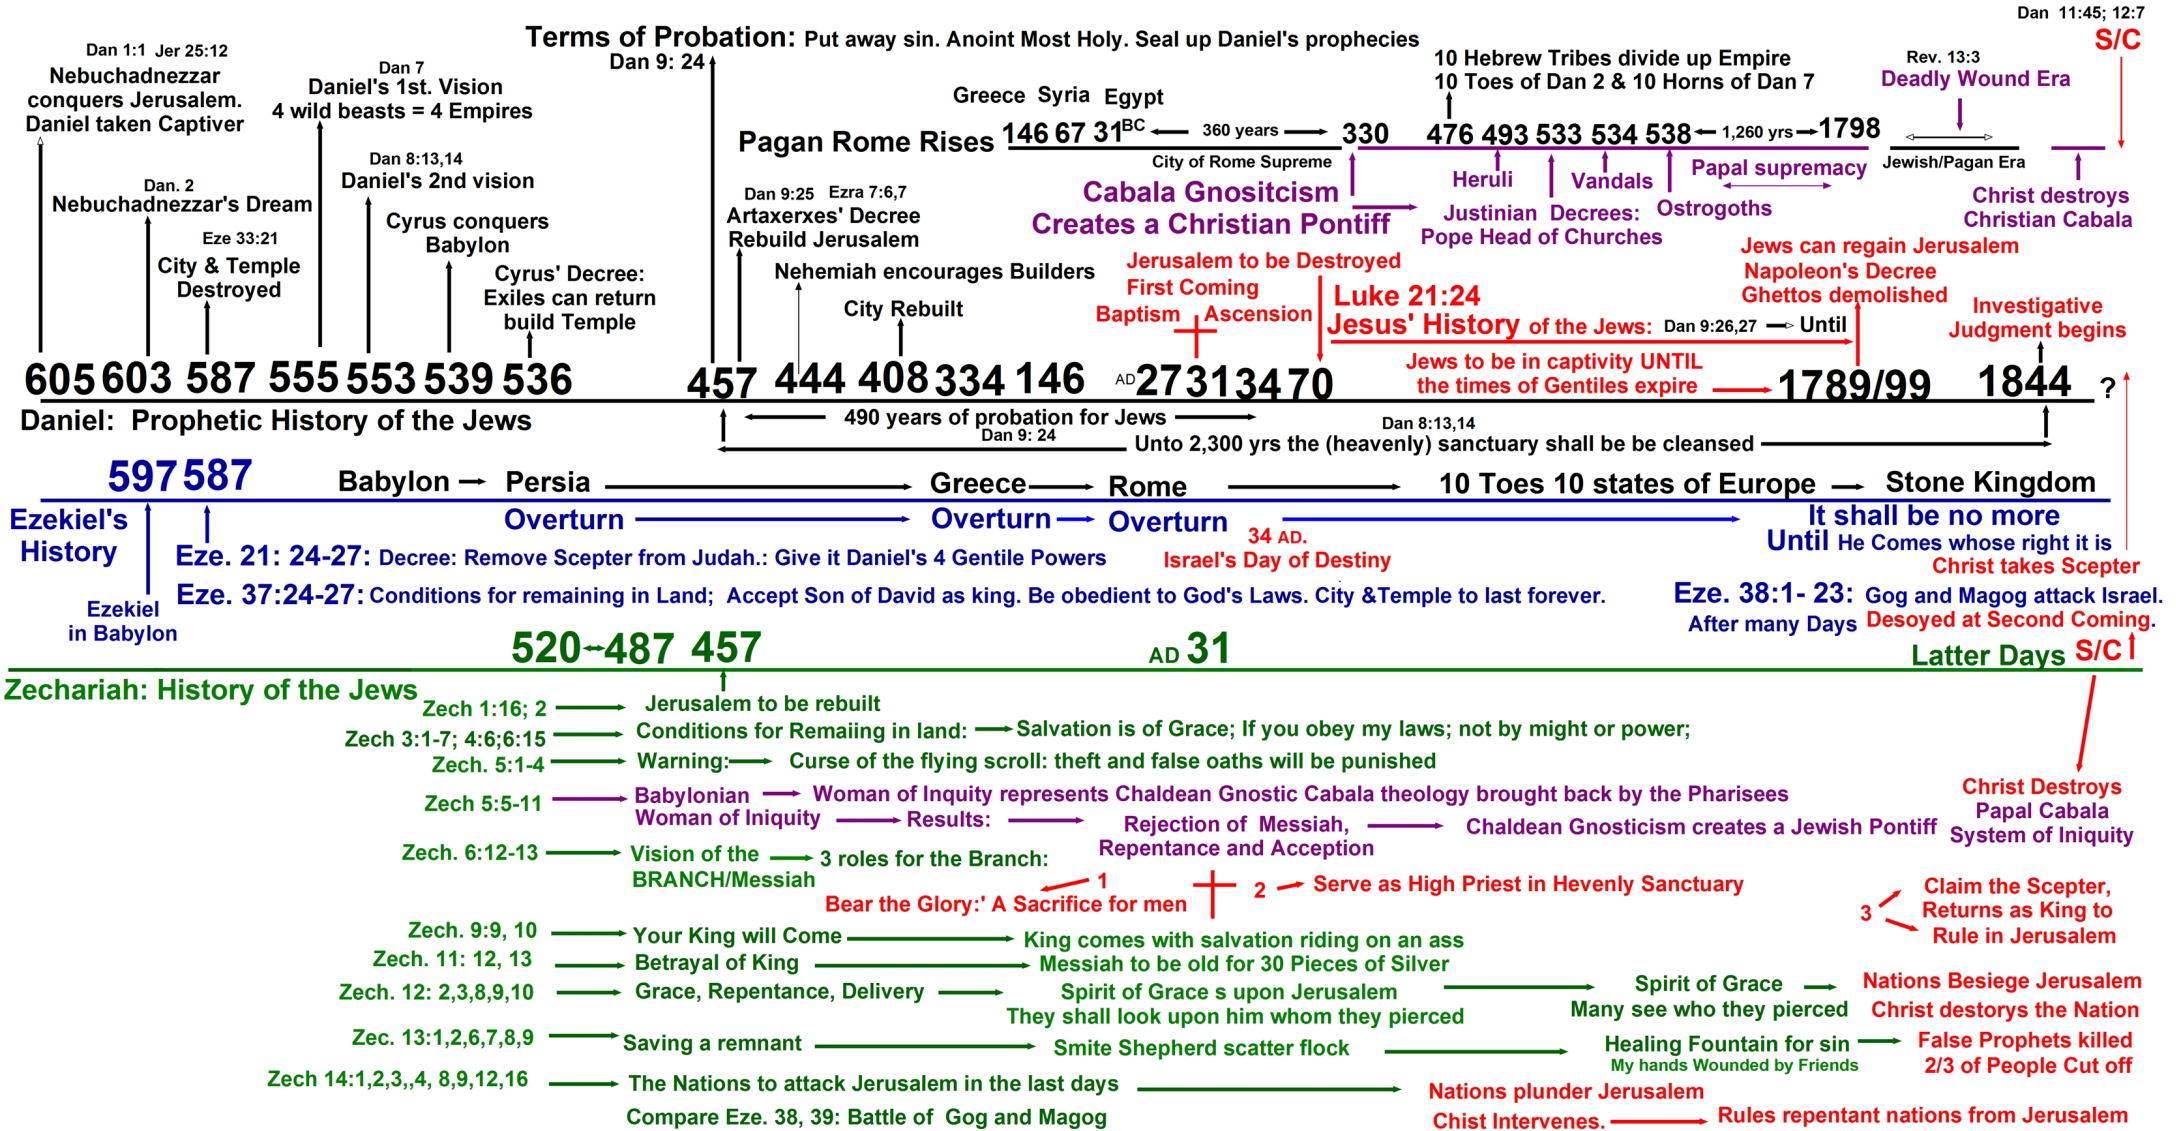 Dan 11:45; 12:7
S/C
Terms of Probation: Put away sin. Anoint Most Holy. Seal up Daniel's prophecies
Dan 9: 24
Dan 1:1 Jer 25:12
Nebuchadnezzar
conquers Jerusalem.
Daniel taken Captiver
Dan 7
Daniel's 1st. Vision
4 wild beasts = 4 Empires
10 Hebrew Tribes divide up Empire
10 Toes of Dan 2 & 10 Horns of Dan 7
Rev. 13:3
Deadly Wound Era
Greece Syria Egypt
Pagan Rome Rises 146 67 31 BC 360 years 330 476 493 533 534 538 1,260 yrs 1798
City of Rome Supreme
Jewish/Pagan Era
Dan 8:13,14
Daniel's 2nd vision
Dan. 2
Nebuchadnezzar's Dream
Cyrus conquers
Babylon
Eze 33:21
City & Temple
Destroyed
Cyrus' Decree:
Exiles can return
build Temple
Dan 9:25 Ezra 7:6,7
Artaxerxes' Decree
Rebuild Jerusalem
Nehemiah encourages Builders
City Rebuilt
Cabala Gnositcism
Creates a Christian Pontiff
Heruli
Vandals
Papal supremacy
Justinian Decrees:
Pope Head of Churches
Ostrogoths
Christ destroys
Christian Cabala
Jerusalem to be Destroyed
First Coming
Baptism Ascension
Luke 21:24
Jesus' History of the Jews: Dan 9:26,27 Until
Jews can regain Jerusalem
Napoleon's Decree
Ghettos demolished
Investigative
Judgment begins
Jews to be in captivity UNTIL
the times of Gentiles expire
605 603 587 555 553 539 536 457 444 408 334 146 AD 27 31 34 70 1789/99 1844 ?
Daniel: Prophetic History of the Jews
490 years of probation for Jews
Dan 9: 24
Dan 8:13,14
Unto 2,300 yrs the (heavenly) sanctuary shall be be cleansed
597 587 Babylon Persia Greece Rome 10 Toes 10 states of Europe Stone Kingdom
Ezekiel's
History
Overturn Overturn Overturn
34 AD.
Israel's Day of Destiny
It shall be no more
Until He Comes whose right it is
Christ takes Scepter
Eze. 21: 24-27: Decree: Remove Scepter from Judah.: Give it Daniel's 4 Gentile Powers
Eze. 37:24-27: Conditions for remaining in Land; Accept Son of David as king. Be obedient to God's Laws. City &Temple to last forever.
Eze. 38:1- 23: Gog and Magog attack Israel.
After many Days Desoyed at Second Coming.
Ezekiel
in Babylon
520 487 457 AD 31
Latter Days S/C
Zechariah: History of the Jews
Zech 1:16; 2 Jerusalem to be rebuilt
Zech 3:1-7; 4:6;6:15 Conditions for Remaiing in land: Salvation is of Grace; If you obey my laws; not by might or power;
Zech. 5:1-4 Warning: Curse of the flying scroll: theft and false oaths will be punished
Zech 5:5-11 Babylonian Woman of Inquity represents Chaldean Gnostic Cabala theology brought back by the Pharisees
Woman of Iniquity Results: Rejection of Messiah, Chaldean Gnosticism creates a Jewish Pontiff
Repentance and Acception
Christ Destroys
Papal Cabala
System of Iniquity
Zech. 6:12-13 Vision of the 3 roles for the Branch:
BRANCH/Messiah
1
Bear the Glory:' A Sacrifice for men
2 Serve as High Priest in Hevenly Sanctuary
3
Claim the Scepter,
Returns as King to
Rule in Jerusalem
Zech. 9:9, 10 Your King will Come King comes with salvation riding on an ass
Zech. 11: 12, 13 Betrayal of King Messiah to be old for 30 Pieces of Silver
Zech. 12: 2,3,8,9,10 Grace, Repentance, Delivery Spirit of Grace s upon Jerusalem
They shall look upon him whom they pierced
Spirit of Grace
Many see who they pierced
Nations Besiege Jerusalem
Christ destorys the Nation
Zec. 13:1,2,6,7,8,9 Saving a remnant Smite Shepherd scatter flock
Healing Fountain for sin
My hands Wounded by Friends
False Prophets killed
2/3 of People Cut off
Zech 14:1,2,3,,4, 8,9,12,16 The Nations to attack Jerusalem in the last days
Nations plunder Jerusalem
Compare Eze. 38, 39: Battle of Gog and Magog
Chist Intervenes. Rules repentant nations from Jerusalem